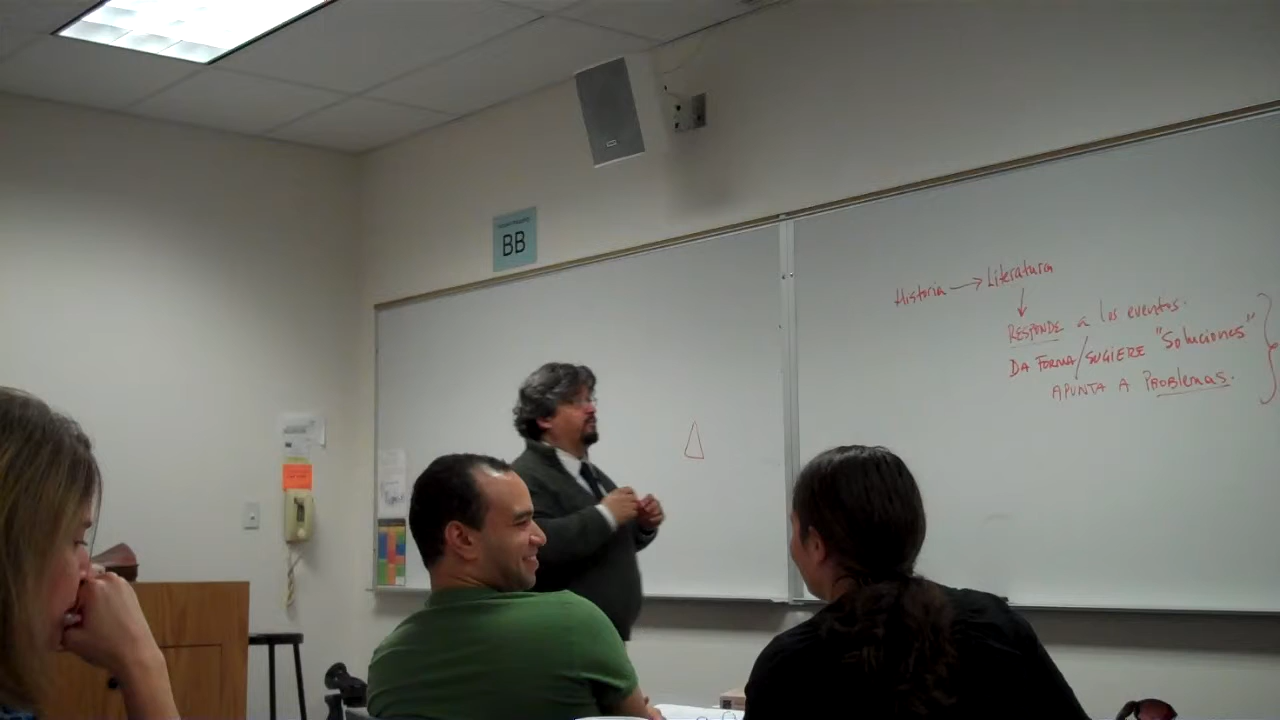 BB
Historia → Literatura
RESPONDE a los eventos.
DA FORMA/SUGIERE "Soluciones"
APUNTA A PROBlemas.